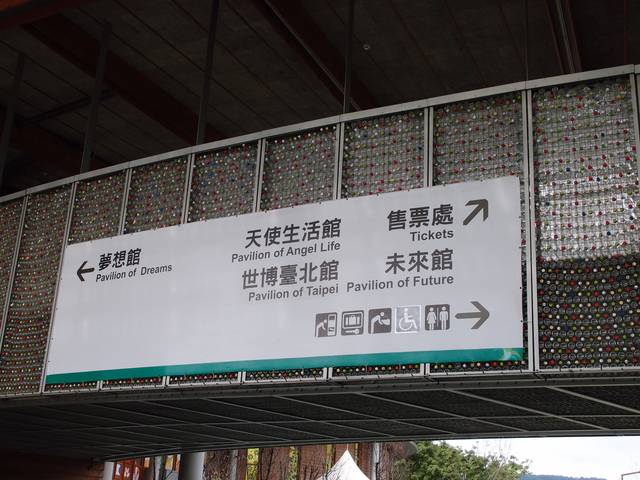 夢想館
Pavilion of Dreams
天使生活館
Pavilion of Angel Life
世博臺北館
Pavilion of Taipei
售票處
Tickets
未來館
Pavilion of Future